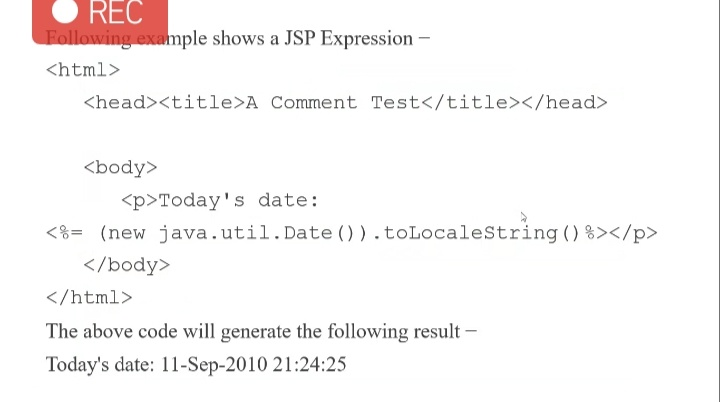 REC
Following example shows a JSP Expression −
<html>
<head><title>A Comment Test</title></head>
<body>
<p>Today's date:
<%= (new java.util.Date()).toLocaleString()%></p>
</body>
</html>
The above code will generate the following result −
Today's date: 11-Sep-2010 21:24:25